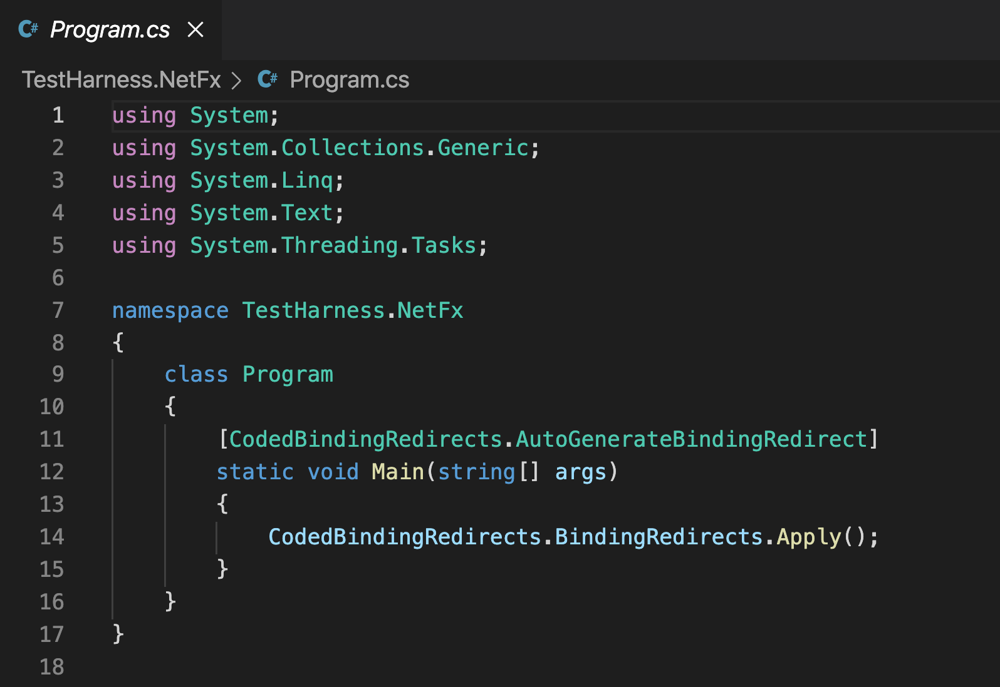 C# Program.cs ×
TestHarness.NetFx > C# Program.cs
1 using System;
2 using System.Collections.Generic;
3 using System.Linq;
4 using System.Text;
5 using System.Threading.Tasks;
6
7 namespace TestHarness.NetFx
8 {
9     class Program
10     {
11         [CodedBindingRedirects.AutoGenerateBindingRedirect]
12         static void Main(string[] args)
13         {
14             CodedBindingRedirects.BindingRedirects.Apply();
15         }
16     }
17 }
18